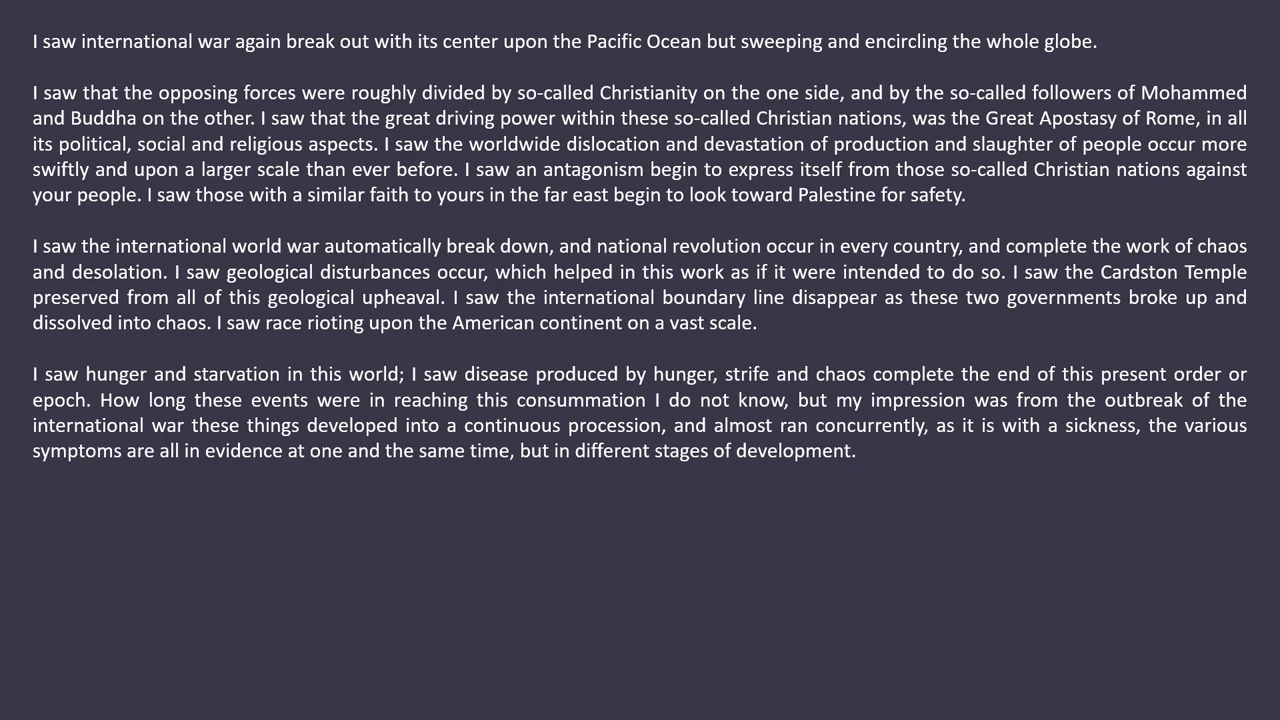 I saw international war again break out with its center upon the Pacific Ocean but sweeping and encircling the whole globe.
I saw that the opposing forces were roughly divided by so-called Christianity on the one side, and by the so-called followers of Mohammed
and Buddha on the other. I saw that the great driving power within these so-called Christian nations, was the Great Apostasy of Rome, in all
its political, social and religious aspects. I saw the worldwide dislocation and devastation of production and slaughter of people occur more
swiftly and upon a larger scale than ever before. I saw an antagonism begin to express itself from those so-called Christian nations against
your people. I saw those with a similar faith to yours in the far east begin to look toward Palestine for safety.
I saw the international world war automatically break down, and national revolution occur in every country, and complete the work of chaos
and desolation. I saw geological disturbances occur, which helped in this work as if it were intended to do so. I saw the Cardston Temple
preserved from all of this geological upheaval. I saw the international boundary line disappear as these two governments broke up and
dissolved into chaos. I saw race rioting upon the American continent on a vast scale.
I saw hunger and starvation in this world; I saw disease produced by hunger, strife and chaos complete the end of this present order or
epoch. How long these events were in reaching this consummation I do not know, but my impression was from the outbreak of the
international war these things developed into a continuous procession, and almost ran concurrently, as it is with a sickness, the various
symptoms are all in evidence at one and the same time, but in different stages of development.